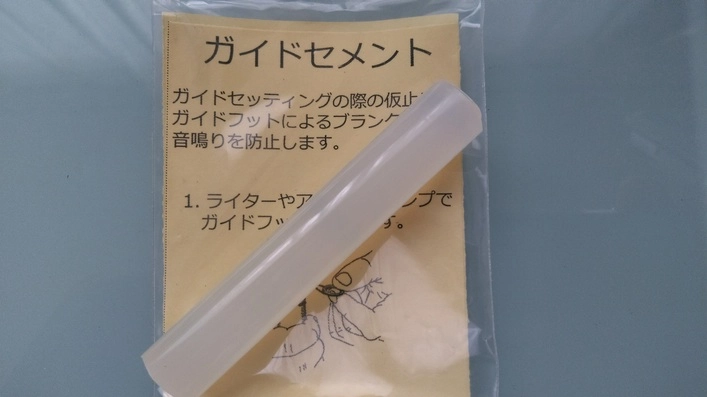 ガイドセメント
ガイドセッティングの際の仮止
ガイドフットによるブランク
音鳴りを防止します。
1. ライターやア ンプで
ガイドフッ す。